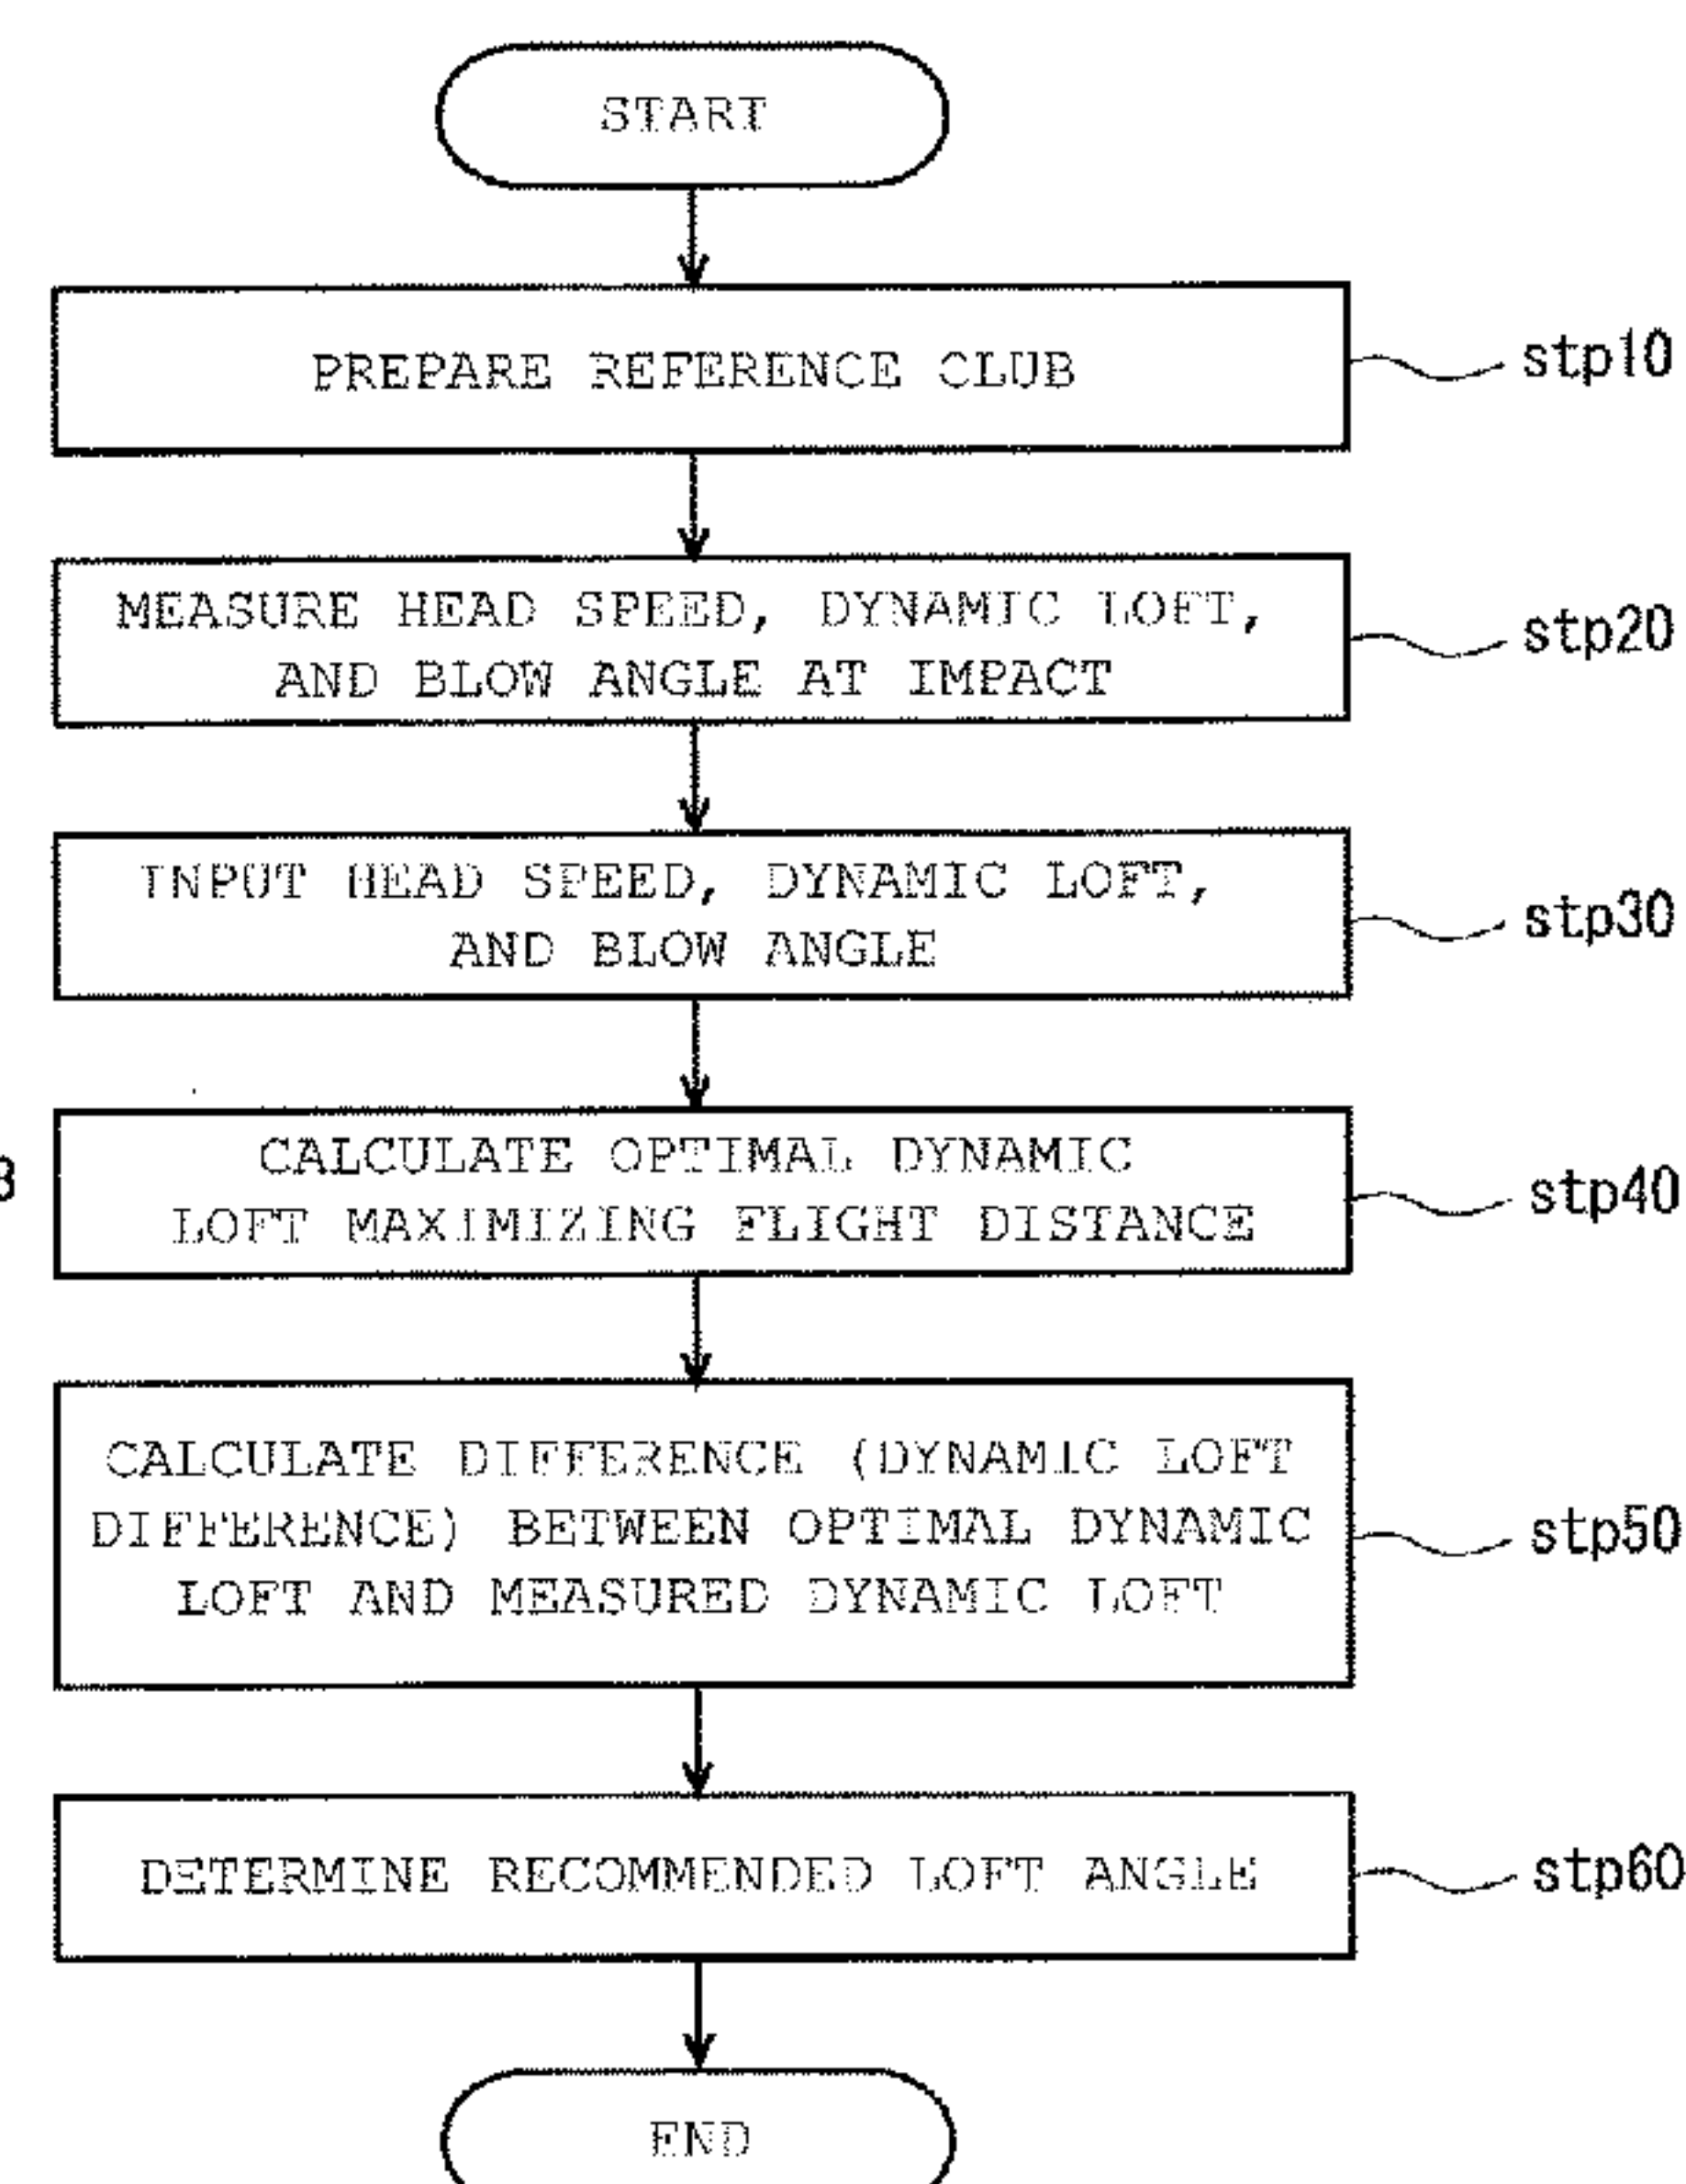 START
PREPARE REFERENCE CLUB
stp10
MEASURE HEAD SPEED, DYNAMIC LOFT,
AND BLOW ANGLE AT IMPACT
stp20
INPUT HEAD SPEED, DYNAMIC LOFT,
AND BLOW ANGLE
stp30
CALCULATE OPTIMAL DYNAMIC
LOFT MAXIMIZING FLIGHT DISTANCE
stp40
CALCULATE DIFFERENCE (DYNAMIC LOFT
DIFFERENCE) BETWEEN OPTIMAL DYNAMIC
LOFT AND MEASURED DYNAMIC LOFT
stp50
DETERMINE RECOMMENDED LOFT ANGLE
stp60
END